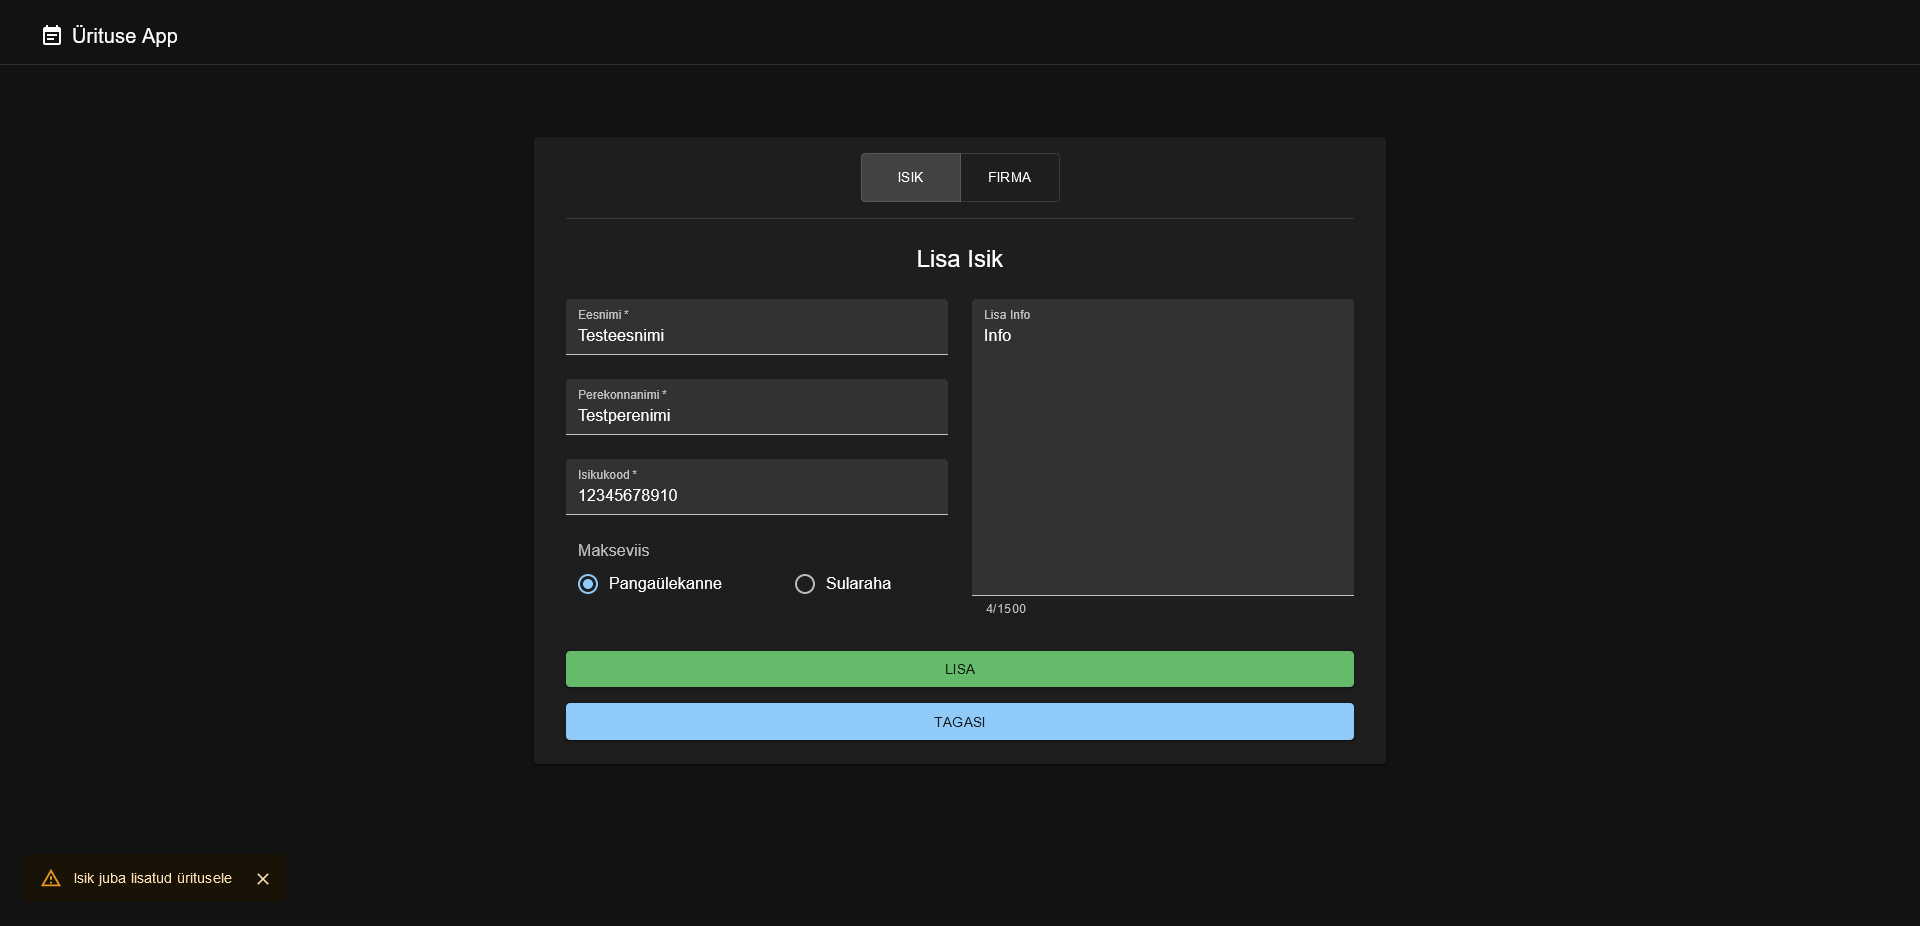 Ürituse App
ISIK
FIRMA
Lisa Isik
Eesnimi *
Testeesnimi
Perekonnanimi *
Testperenimi
Isikukood *
12345678910
Makseviis
Pangaülekanne
Sularaha
Lisa Info
Info
4/1500
LISA
TAGASI
Isik juba lisatud üritusele